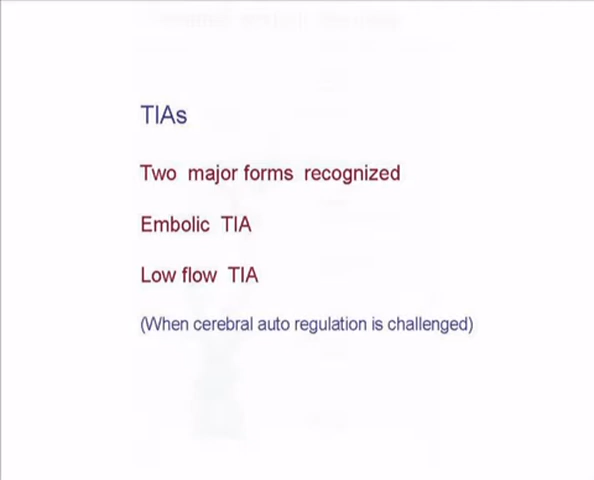 TIAs
Two major forms recognized
Embolic TIA
Low flow TIA
(When cerebral auto regulation is challenged)